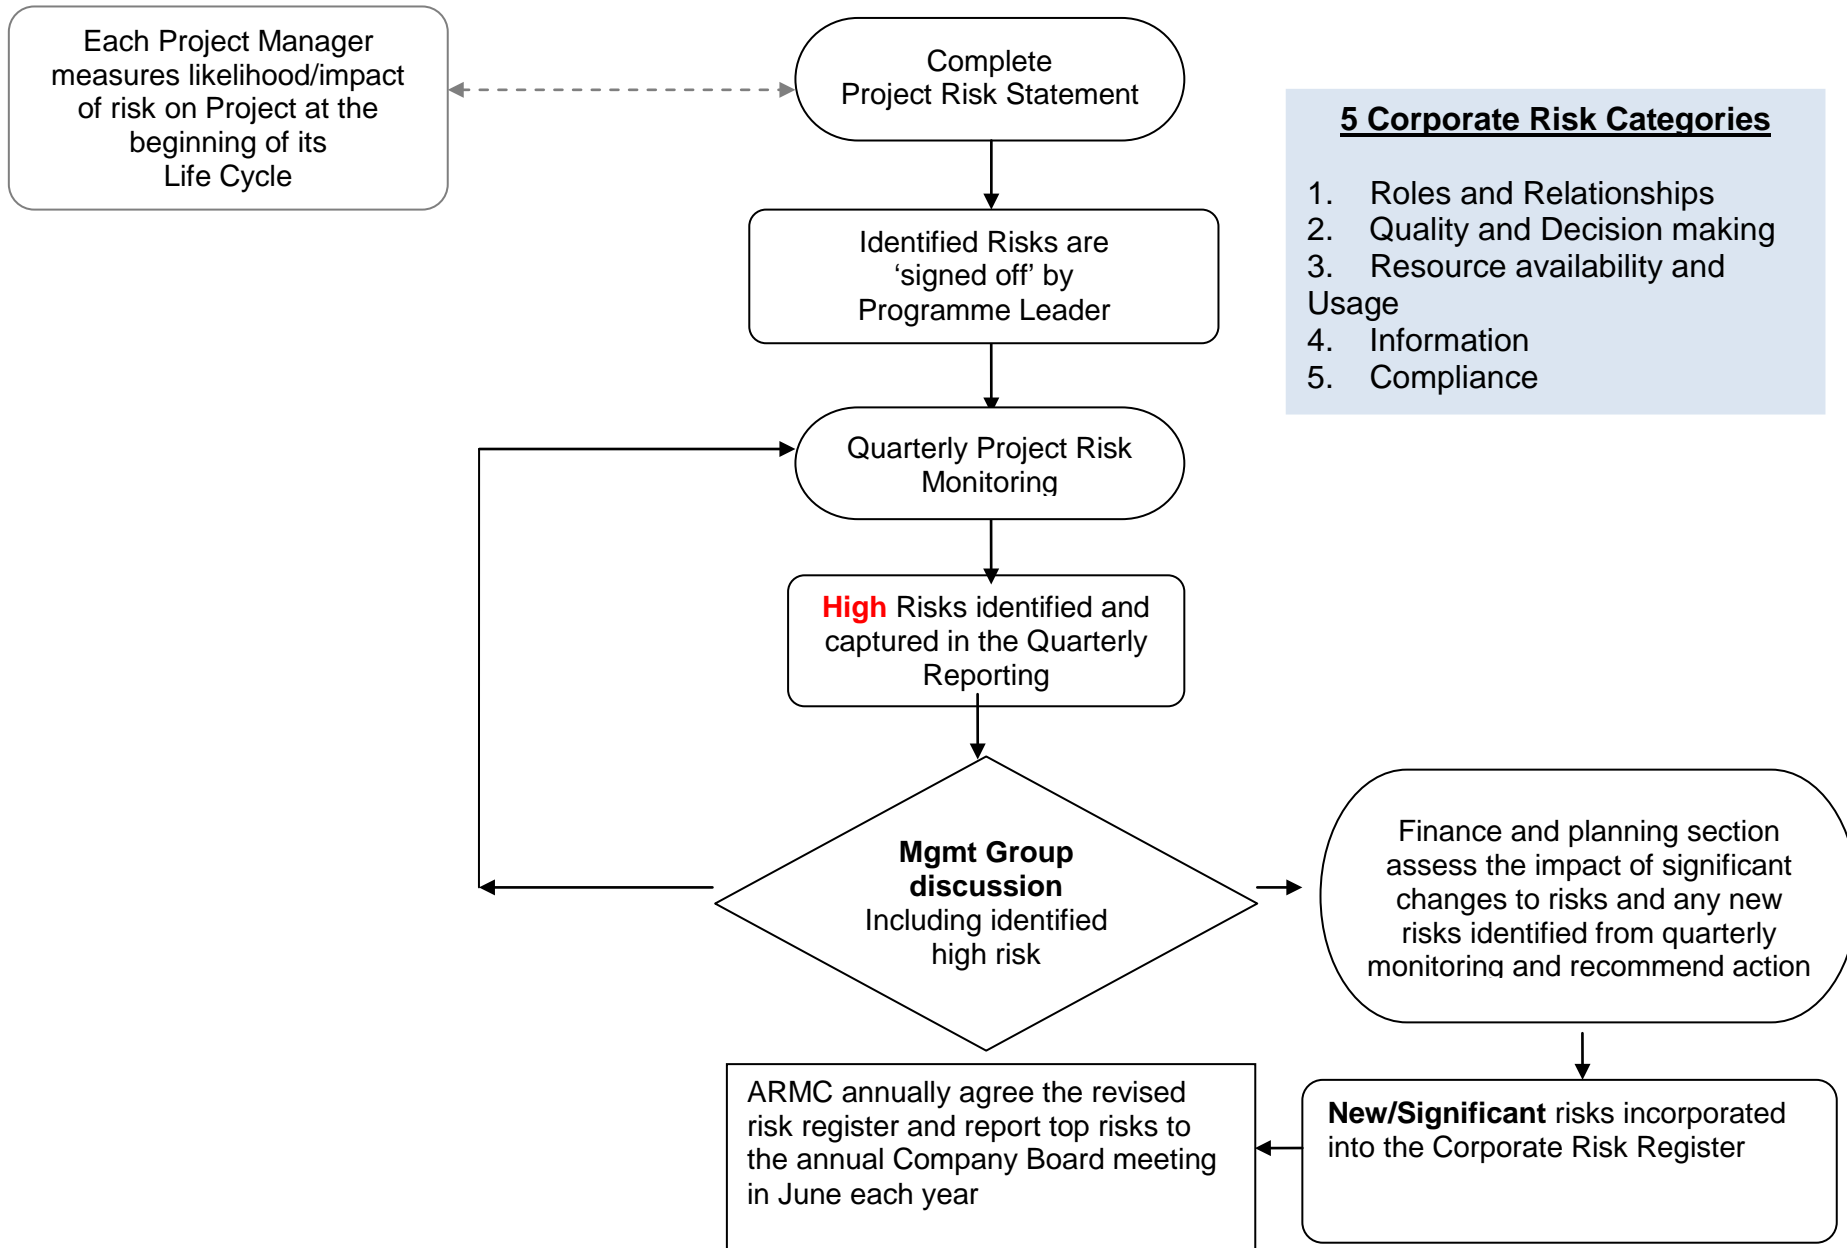 Each Project Manager
measures likelihood/impact
of risk on Project at the
beginning of its
Life Cycle
Complete
Project Risk Statement
5 Corporate Risk Categories
1. Roles and Relationships
2. Quality and Decision making
3. Resource availability and
Usage
4. Information
5. Compliance
Identified Risks are
‘signed off’ by
Programme Leader
Quarterly Project Risk
Monitoring
High Risks identified and
captured in the Quarterly
Reporting
Mgmt Group
discussion
Including identified
high risk
Finance and planning section
assess the impact of significant
changes to risks and any new
risks identified from quarterly
monitoring and recommend action
New/Significant risks incorporated
into the Corporate Risk Register
ARMC annually agree the revised
risk register and report top risks to
the annual Company Board meeting
in June each year